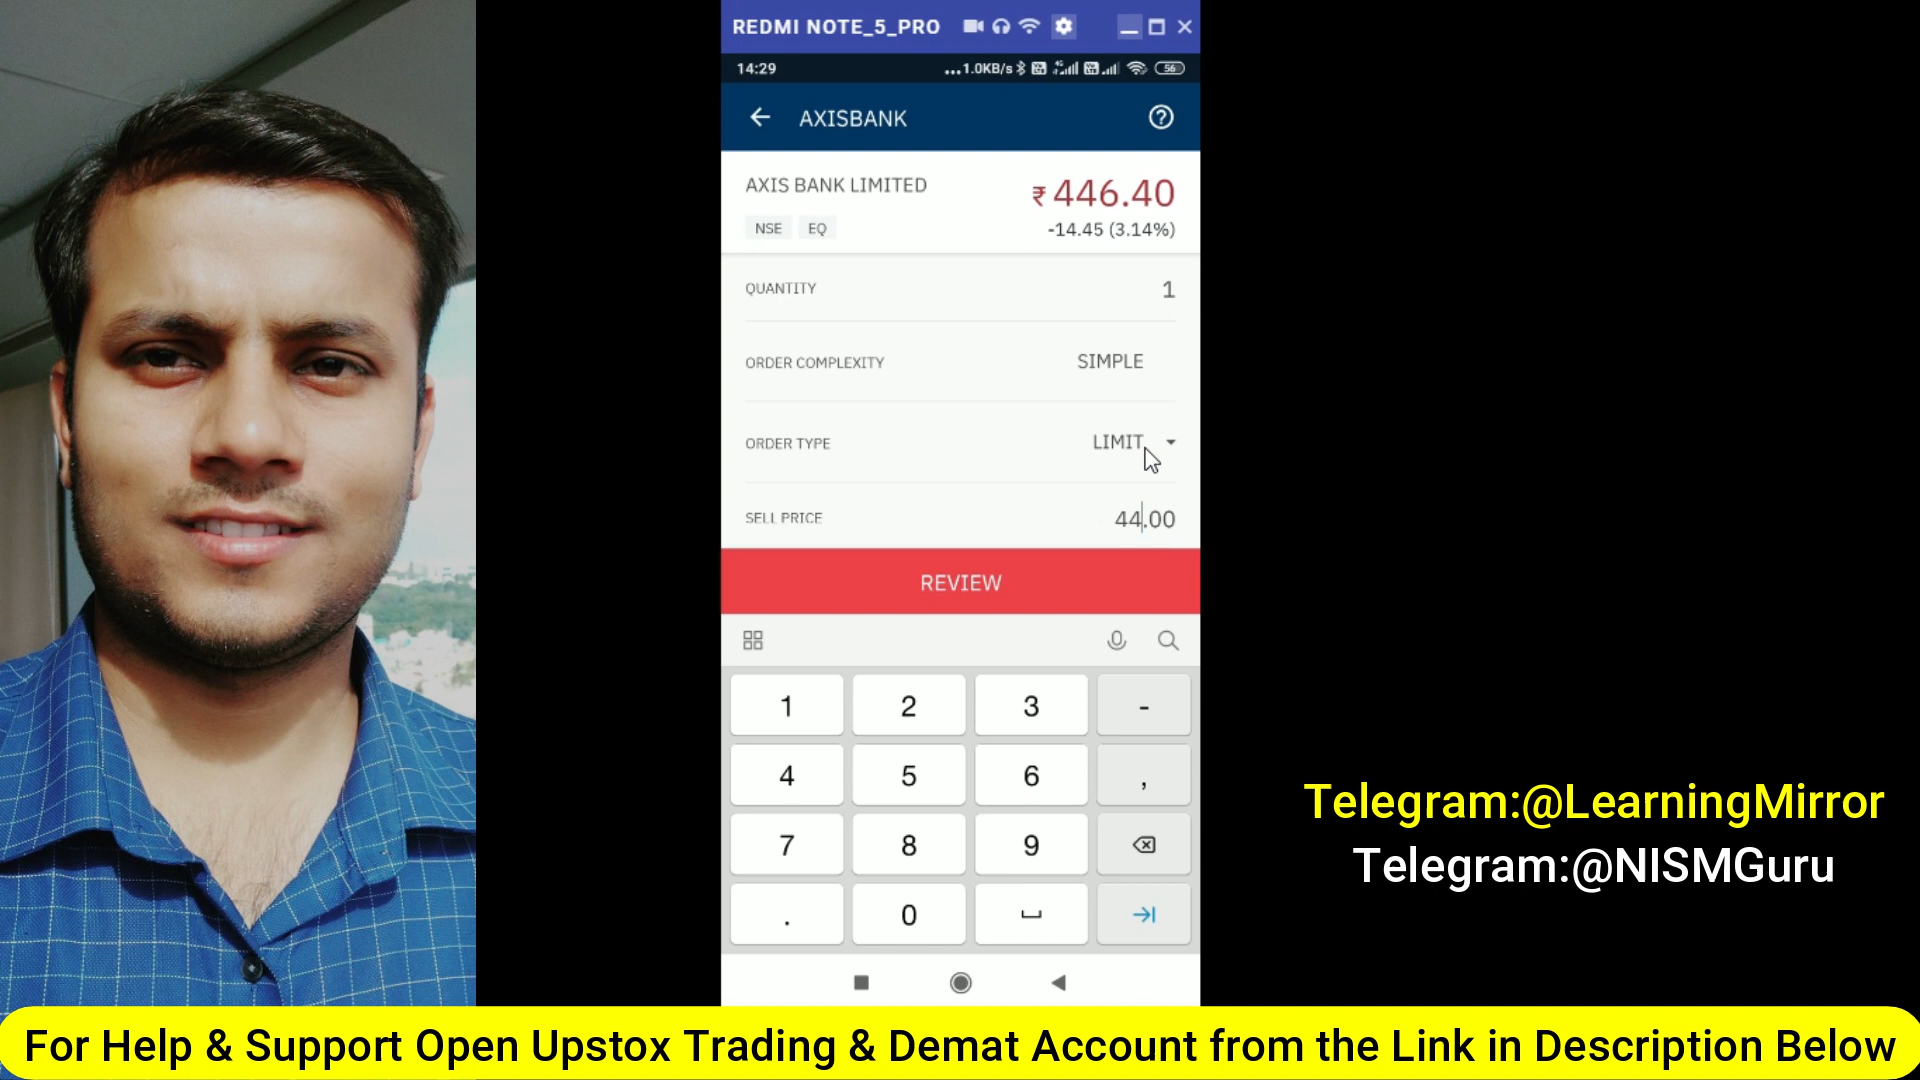 REDMI NOTE_5_PRO
14:29
...1.0KB/s
56
AXISBANK
AXIS BANK LIMITED
₹446.40
NSE
EQ
-14.45 (3.14%)
QUANTITY
1
ORDER COMPLEXITY
SIMPLE
ORDER TYPE
LIMIT
SELL PRICE
44.00
REVIEW
1 2 3 -
4 5 6 ,
7 8 9
. 0
Telegram:@LearningMirror
Telegram:@NISMGuru
For Help & Support Open Upstox Trading & Demat Account from the Link in Description Below